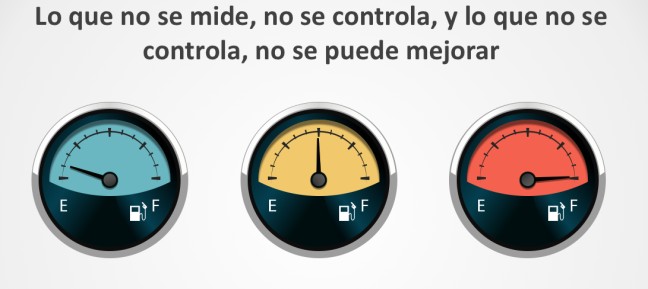 Lo que no se mide, no se controla, y lo que no se
controla, no se puede mejorar
E F E F E F